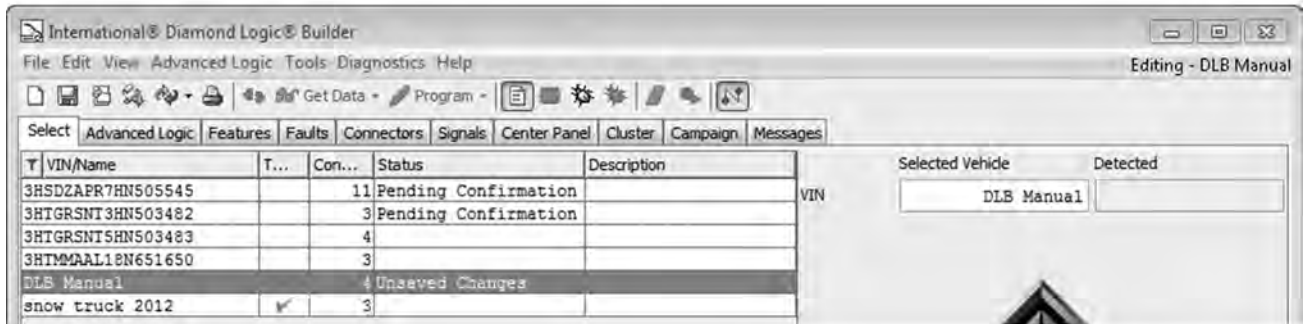 International® Diamond Logic® Builder
File Edit View Advanced Logic Tools Diagnostics Help Editing - DLB Manual
Get Data Program
Select Advanced Logic Features Faults Connectors Signals Center Panel Cluster Campaign Messages
VIN/Name T... Con... Status Description Selected Vehicle Detected
3HSDZAPR7HN505545 11 Pending Confirmation VIN DLB Manual
3HTGRSNT3HN503482 3 Pending Confirmation
3HTGRSNT5HN503483 4
3HTMMAAL18N651650 3
DLB Manual 4 Unsaved Changes
snow truck 2012 3